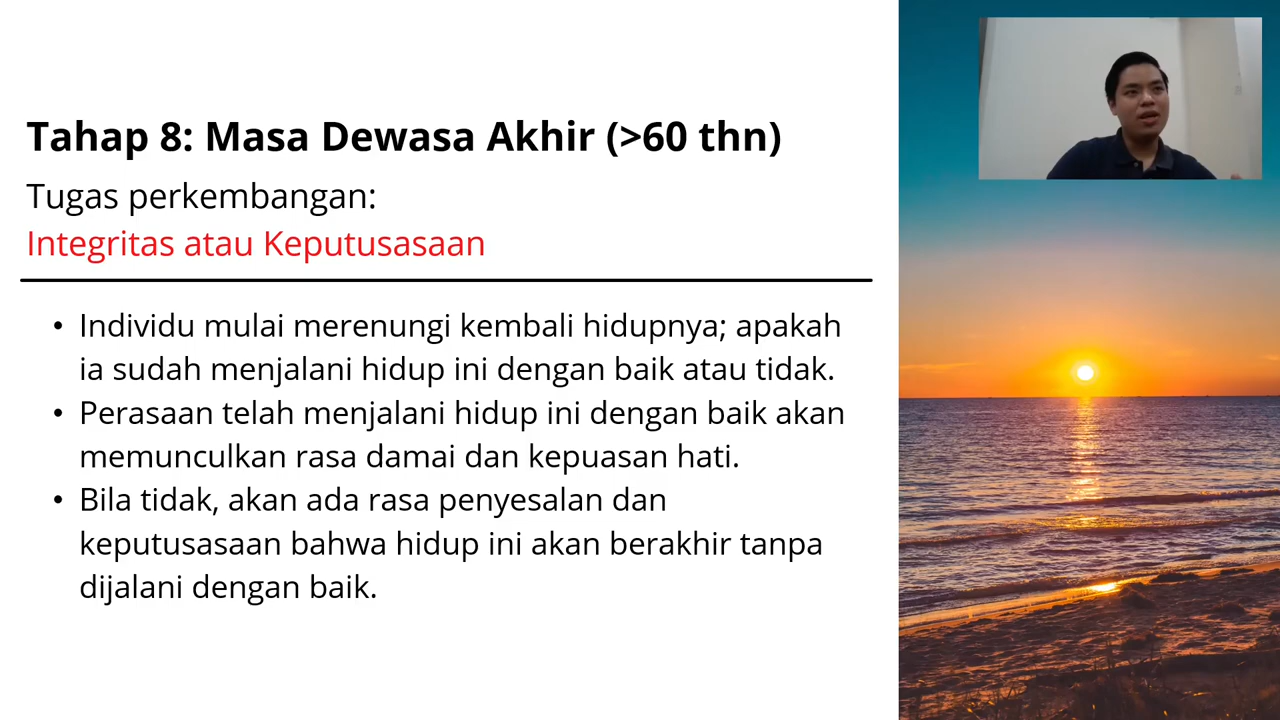 Tahap 8: Masa Dewasa Akhir (>60 thn)
Tugas perkembangan:
Integritas atau Keputusasaan
• Individu mulai merenungi kembali hidupnya; apakah
ia sudah menjalani hidup ini dengan baik atau tidak.
• Perasaan telah menjalani hidup ini dengan baik akan
memunculkan rasa damai dan kepuasan hati.
• Bila tidak, akan ada rasa penyesalan dan
keputusasaan bahwa hidup ini akan berakhir tanpa
dijalani dengan baik.